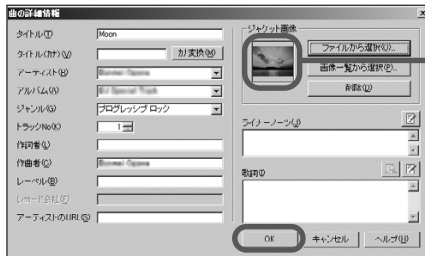 曲の詳細情報
タイトル(T)
Moon
タイトル(カナ)(V)
カナ変換(W)
アーティスト(B)
アルバム(A)
ジャンル(G)
プログレッシブ ロック
トラックNo(K)
1
作詞者(L)
作曲者(C)
レーベル(B)
レコード会社(F)
アーティストのURL(S)
ジャケット画像
ファイルから選択(O)..
画像一覧から選択(P)..
削除(X)
ライナーノーツ(J)
歌詞(I)
OK
キャンセル
ヘルプ(H)